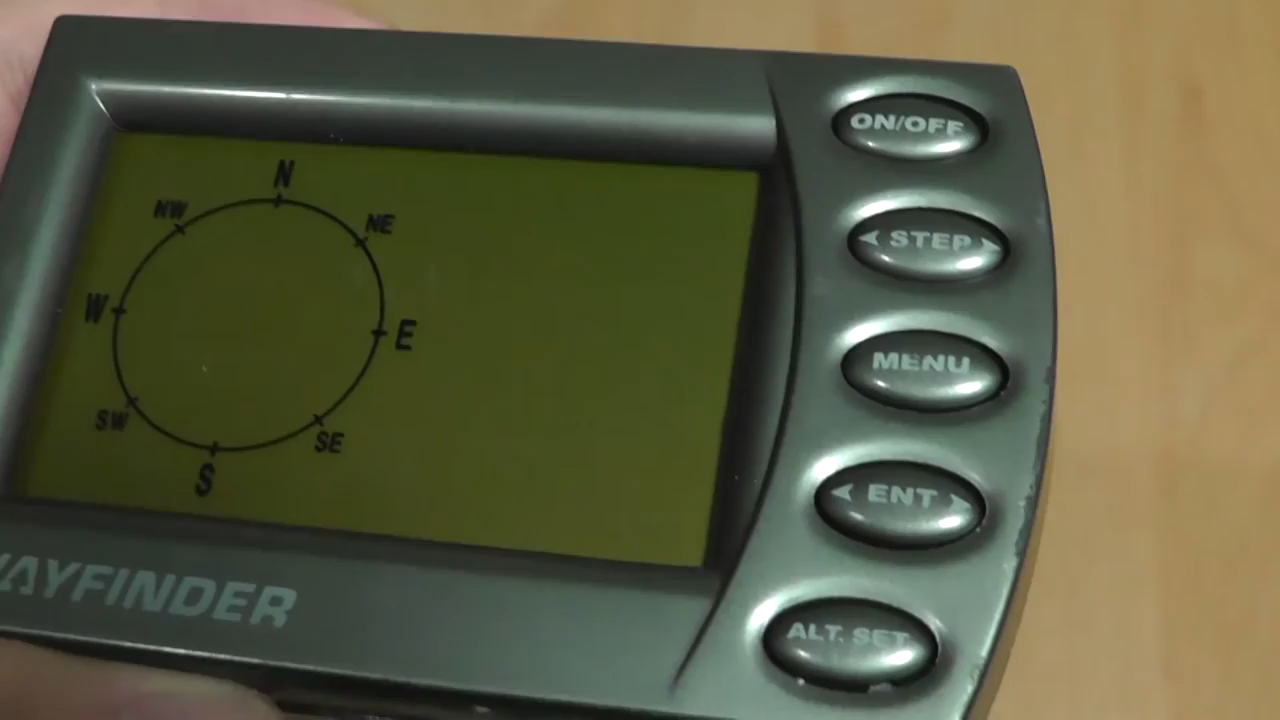 N
NW
NE
W
E
SW
SE
S
AYFINDER
ON/OFF
STEP
MENU
ENT
ALT. SET